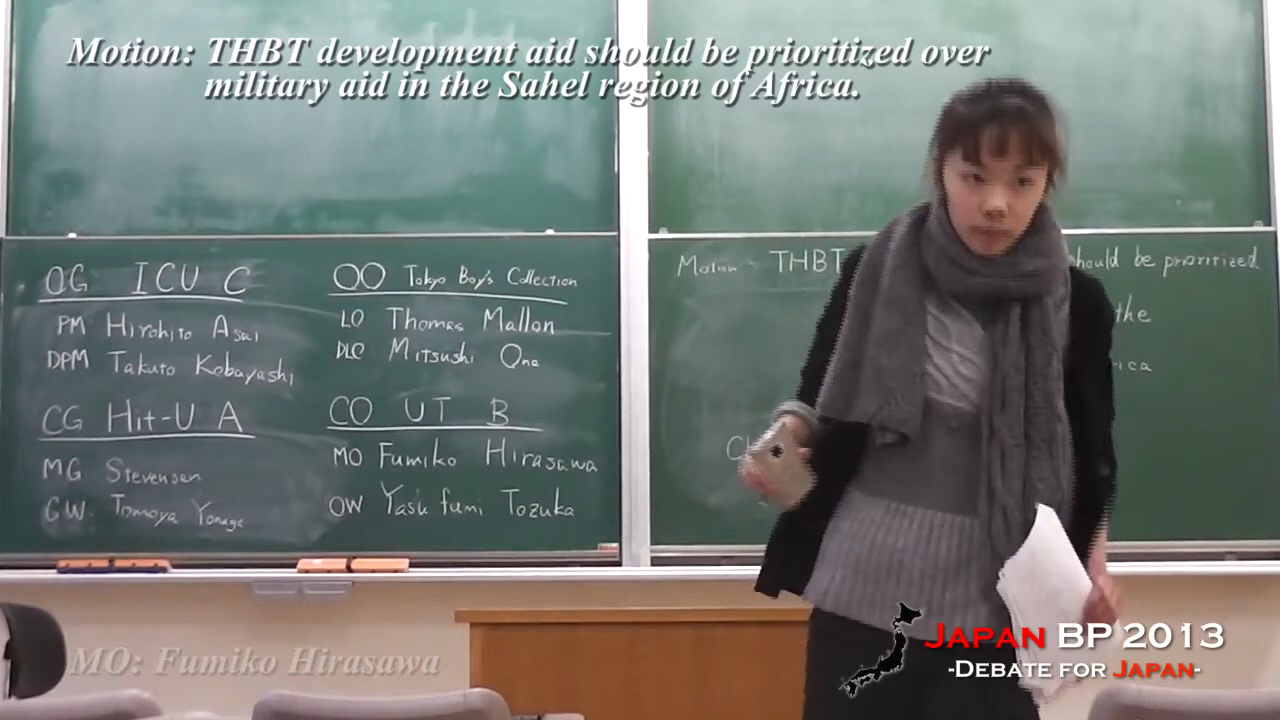 Motion: THBT development aid should be prioritized over
military aid in the Sahel region of Africa.
OG ICU C
PM Hirohito Asai
DPM Takuto Kobayashi
CG Hit-U A
MG Stevensen
GW. Tomoya Yonaga
OO Tokyo Boy's Collection
LO Thomas Mallon
DLO Mitsushi Ono
CO UT B
MO Fumiko Hirasawa
OW Yasufumi Tozuka
Motion THBT should be prioritized
the
ica
MO: Fumiko Hirasawa
JAPAN BP 2013
-DEBATE FOR JAPAN-